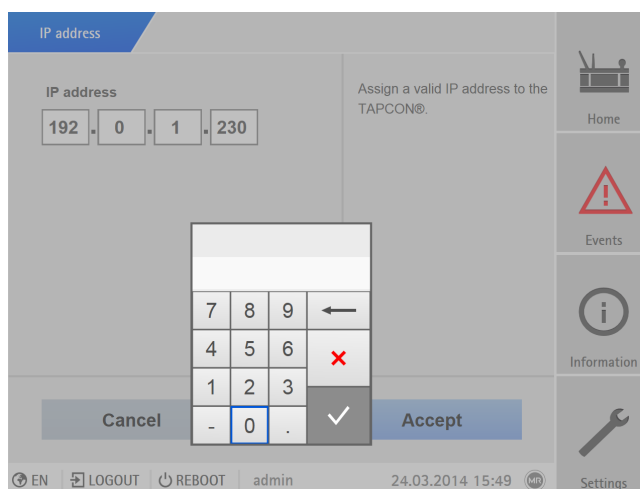 IP address
IP address
192 . 0 . 1 . 230
Assign a valid IP address to the
TAPCON®.
Home
Events
Information
Settings
7 8 9
4 5 6
1 2 3
- 0 .
Cancel
Accept
EN LOGOUT REBOOT admin 24.03.2014 15:49 MR